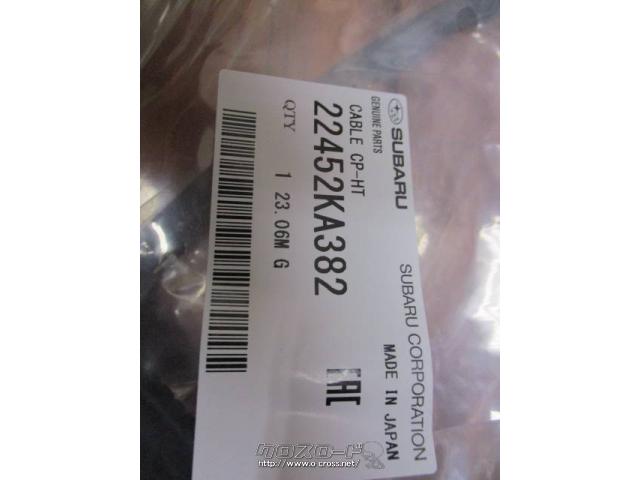 SUBARU
SUBARU CORPORATION
GENUINE PARTS
MADE IN JAPAN
CABLE CP-HT
22452KA382
EAC
QTY 1 23.06M G
クロスロード
http://www.o-cross.net/